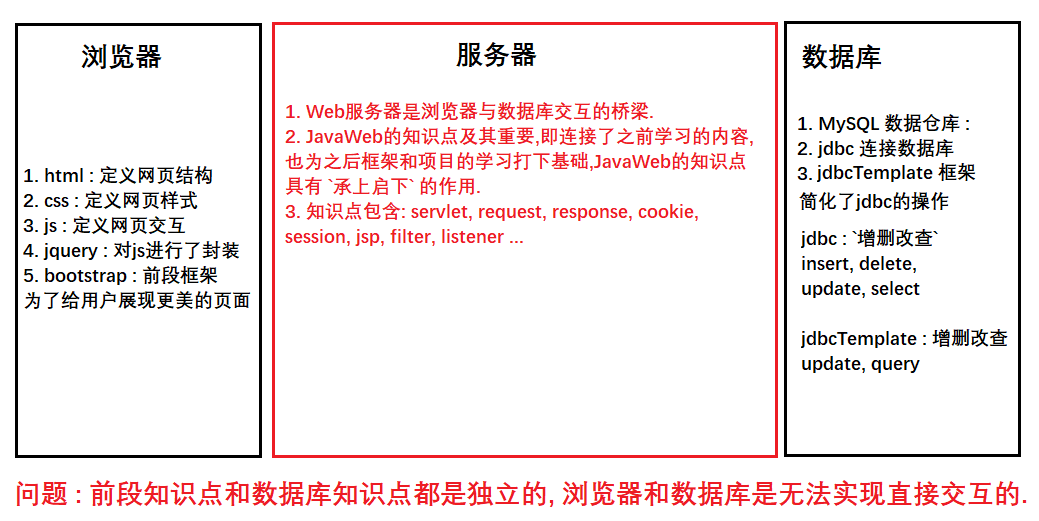 浏览器
1. html : 定义网页结构
2. css : 定义网页样式
3. js : 定义网页交互
4. jquery : 对js进行了封装
5. bootstrap : 前段框架
为了给用户展现更美的页面
服务器
1. Web服务器是浏览器与数据库交互的桥梁.
2. JavaWeb的知识点及其重要,即连接了之前学习的内容,
也为之后框架和项目的学习打下基础,JavaWeb的知识点
具有 `承上启下` 的作用.
3. 知识点包含: servlet, request, response, cookie,
session, jsp, filter, listener ...
数据库
1. MySQL 数据仓库 :
2. jdbc 连接数据库
3. jdbcTemplate 框架
简化了jdbc的操作
jdbc : `增删改查`
insert, delete,
update, select
jdbcTemplate : 增删改查
update, query
问题 : 前段知识点和数据库知识点都是独立的, 浏览器和数据库是无法实现直接交互的.